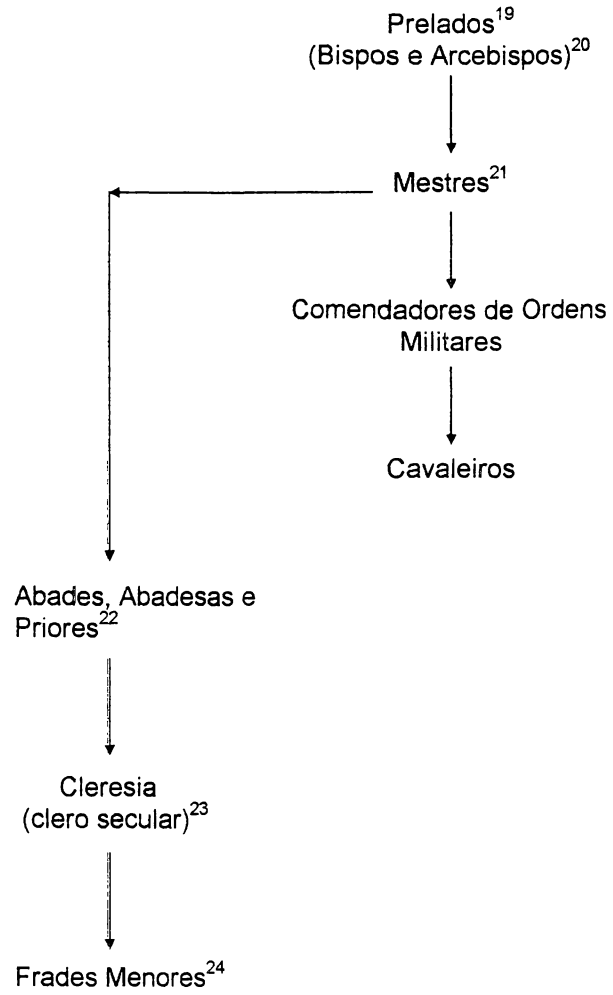 Prelados¹⁹
(Bispos e Arcebispos)²⁰
Mestres²¹
Comendadores de Ordens
Militares
Cavaleiros
Abades, Abadesas e
Priores²²
Cleresia
(clero secular)²³
Frades Menores²⁴